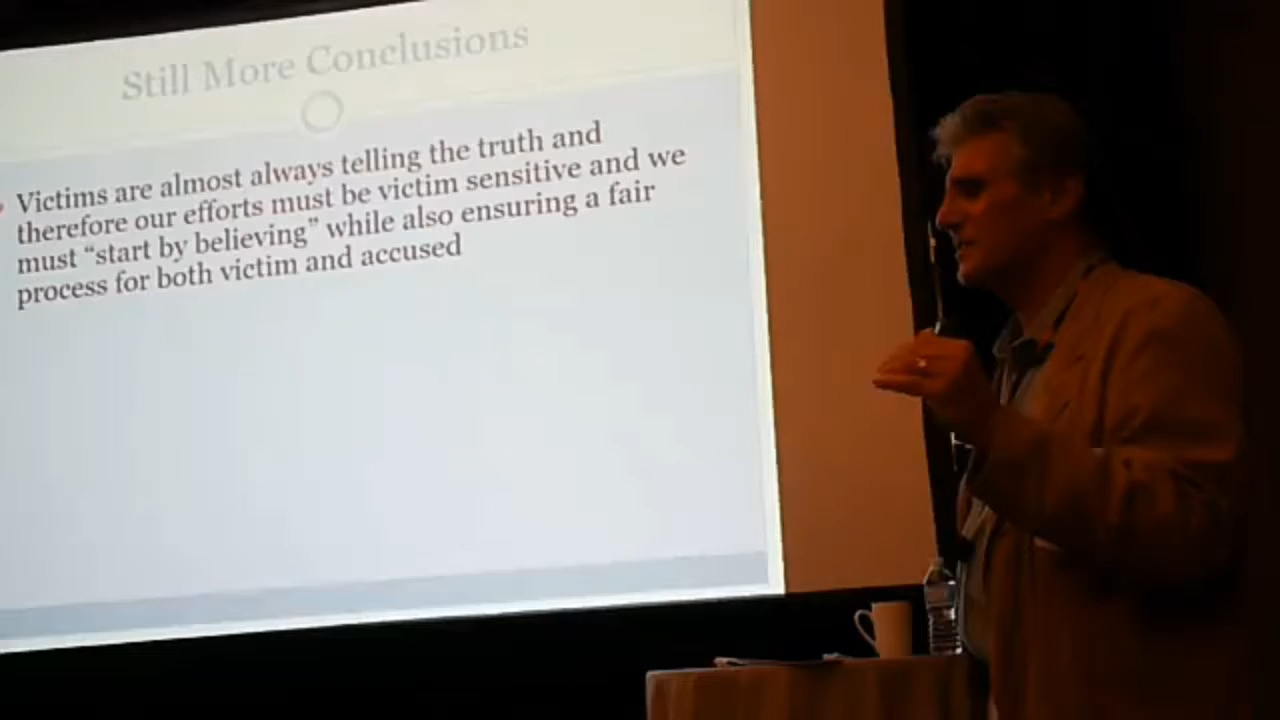 Still More Conclusions
Victims are almost always telling the truth and
therefore our efforts must be victim sensitive and we
must “start by believing” while also ensuring a fair
process for both victim and accused